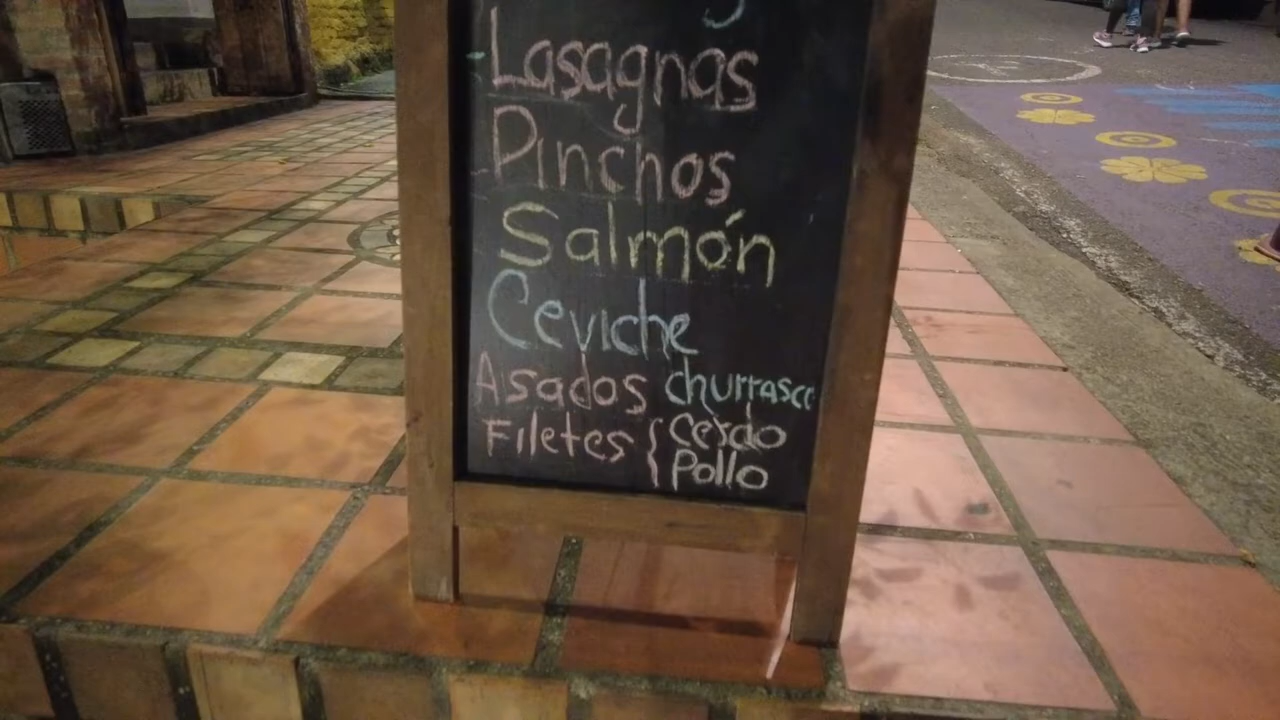 Lasagnas
Pinchos
Salmón
Ceviche
Asados churrasco
Filetes { Cerdo
Pollo